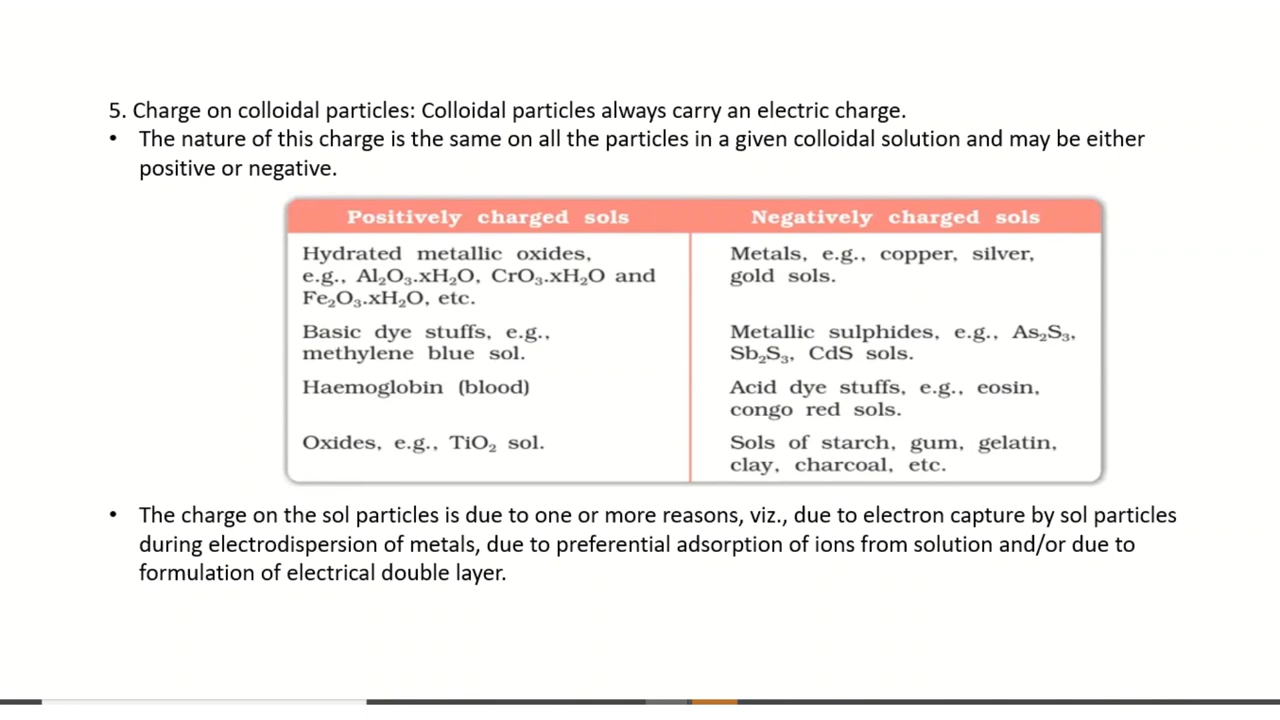 5. Charge on colloidal particles: Colloidal particles always carry an electric charge.
• The nature of this charge is the same on all the particles in a given colloidal solution and may be either
positive or negative.
Positively charged sols
Negatively charged sols
Hydrated metallic oxides,
e.g., Al₂O₃.xH₂O, CrO₃.xH₂O and
Fe₂O₃.xH₂O, etc.
Metals, e.g., copper, silver,
gold sols.
Basic dye stuffs, e.g.,
methylene blue sol.
Metallic sulphides, e.g., As₂S₃,
Sb₂S₃, CdS sols.
Haemoglobin (blood)
Acid dye stuffs, e.g., eosin,
congo red sols.
Oxides, e.g., TiO₂ sol.
Sols of starch, gum, gelatin,
clay, charcoal, etc.
• The charge on the sol particles is due to one or more reasons, viz., due to electron capture by sol particles
during electrodispersion of metals, due to preferential adsorption of ions from solution and/or due to
formulation of electrical double layer.